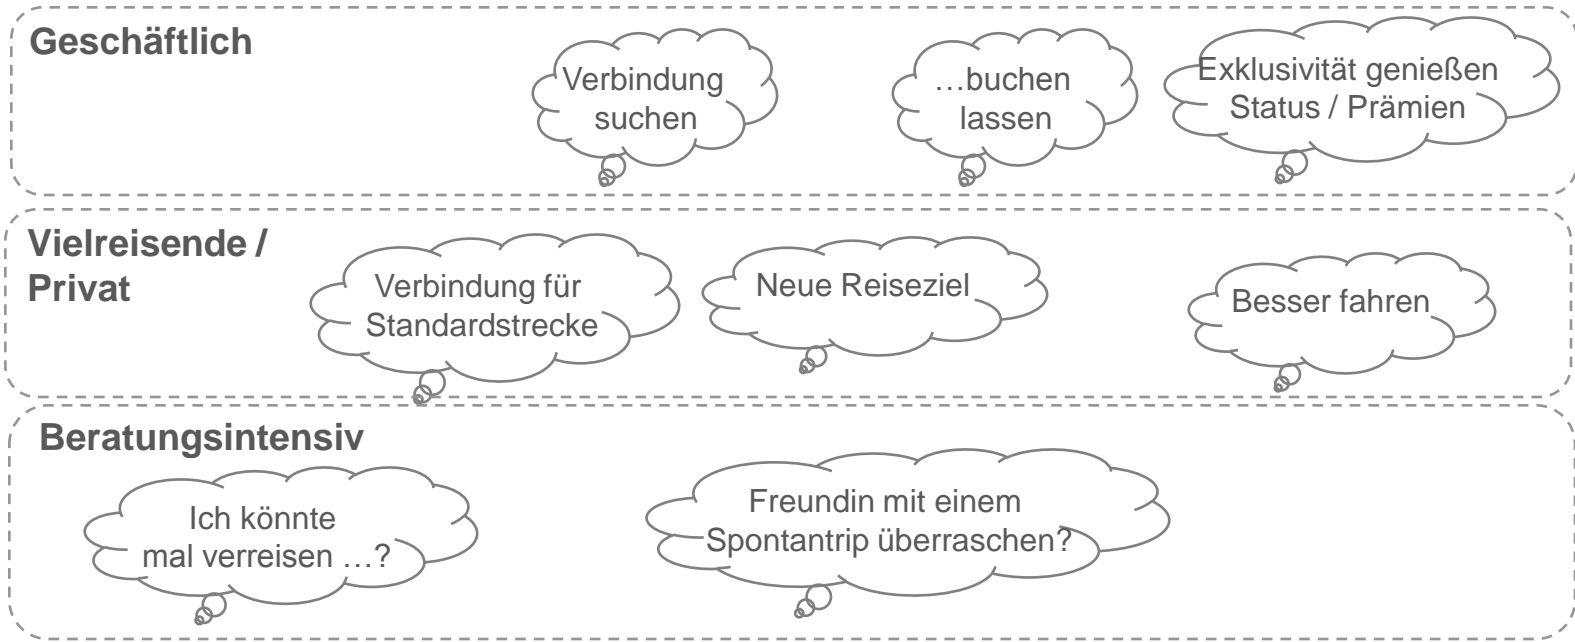 Geschäftlich
Verbindung
suchen
…buchen
lassen
Exklusivität genießen
Status / Prämien
Vielreisende /
Privat
Verbindung für
Standardstrecke
Neue Reiseziel
Besser fahren
Beratungsintensiv
Ich könnte
mal verreisen …?
Freundin mit einem
Spontantrip überraschen?